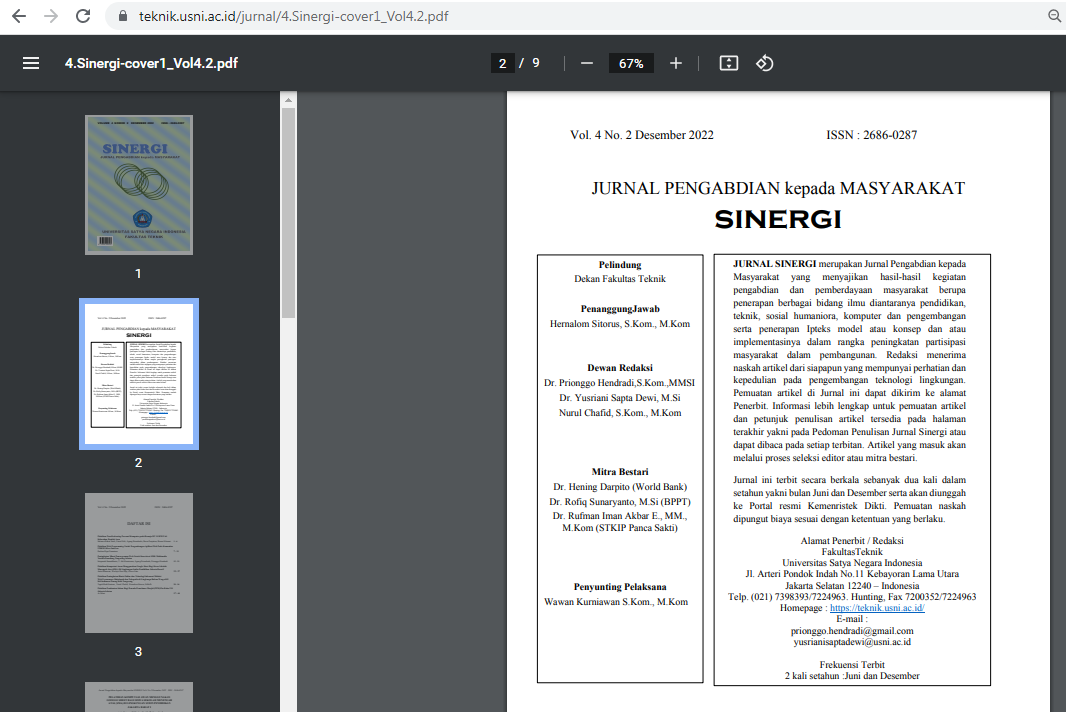 teknik.usni.ac.id/jurnal/4.Sinergi-cover1_Vol4.2.pdf
4.Sinergi-cover1_Vol4.2.pdf
2 / 9
67%
SINERGI
1
JURNAL PENGABDIAN kepada MASYARAKAT
SINERGI
2
DAFTAR ISI
3
Vol. 4 No. 2 Desember 2022
ISSN : 2686-0287
JURNAL PENGABDIAN kepada MASYARAKAT
SINERGI
Pelindung
Dekan Fakultas Teknik
PenanggungJawab
Hernalom Sitorus, S.Kom., M.Kom
Dewan Redaksi
Dr. Prionggo Hendradi,S.Kom.,MMSI
Dr. Yusriani Sapta Dewi, M.Si
Nurul Chafid, S.Kom., M.Kom
Mitra Bestari
Dr. Hening Darpito (World Bank)
Dr. Rofiq Sunaryanto, M.Si (BPPT)
Dr. Rufman Iman Akbar E., MM.,
M.Kom (STKIP Panca Sakti)
Penyunting Pelaksana
Wawan Kurniawan S.Kom., M.Kom
JURNAL SINERGI merupakan Jurnal Pengabdian kepada
Masyarakat yang menyajikan hasil-hasil kegiatan
pengabdian dan pemberdayaan masyarakat berupa
penerapan berbagai bidang ilmu diantaranya pendidikan,
teknik, sosial humaniora, komputer dan pengembangan
serta penerapan Ipteks model atau konsep dan atau
implementasinya dalam rangka peningkatan partisipasi
masyarakat dalam pembangunan. Redaksi menerima
naskah artikel dari siapapun yang mempunyai perhatian dan
kepedulian pada pengembangan teknologi lingkungan.
Pemuatan artikel di Jurnal ini dapat dikirim ke alamat
Penerbit. Informasi lebih lengkap untuk pemuatan artikel
dan petunjuk penulisan artikel tersedia pada halaman
terakhir yakni pada Pedoman Penulisan Jurnal Sinergi atau
dapat dibaca pada setiap terbitan. Artikel yang masuk akan
melalui proses seleksi editor atau mitra bestari.
Jurnal ini terbit secara berkala sebanyak dua kali dalam
setahun yakni bulan Juni dan Desember serta akan diunggah
ke Portal resmi Kemenristek Dikti. Pemuatan naskah
dipungut biaya sesuai dengan ketentuan yang berlaku.
Alamat Penerbit / Redaksi
FakultasTeknik
Universitas Satya Negara Indonesia
Jl. Arteri Pondok Indah No.11 Kebayoran Lama Utara
Jakarta Selatan 12240 – Indonesia
Telp. (021) 7398393/7224963. Hunting, Fax 7200352/7224963
Homepage : https://teknik.usni.ac.id/
E-mail :
prionggo.hendradi@gmail.com
yusrianisaptadewi@usni.ac.id
Frekuensi Terbit
2 kali setahun :Juni dan Desember